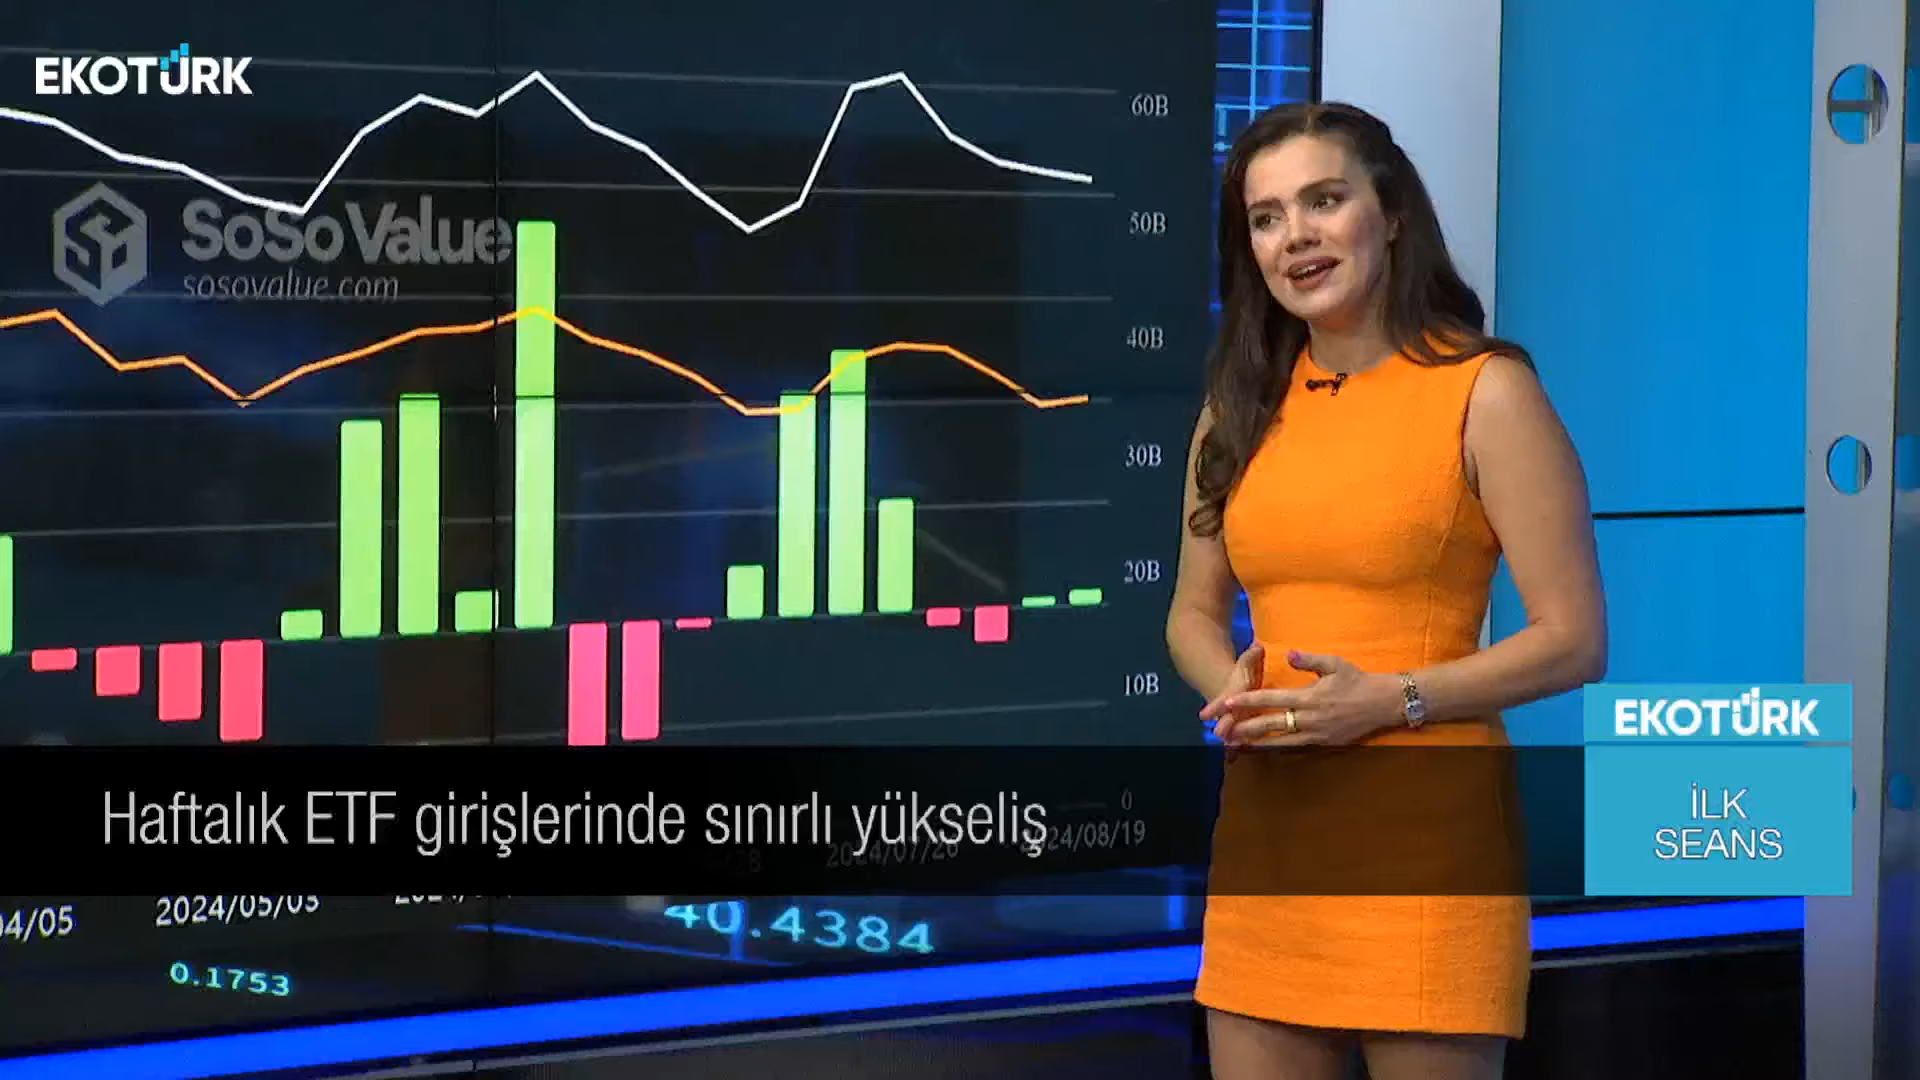 EKOTÜRK
60B
SoSoValue
sosovalue.com
50B
40B
30B
20B
10B
EKOTÜRK
Haftalık ETF girişlerinde sınırlı yükseliş
İLK
SEANS
0
2024/07/26
2024/08/19
04/05
2024/05/03
40.4384
0.1753